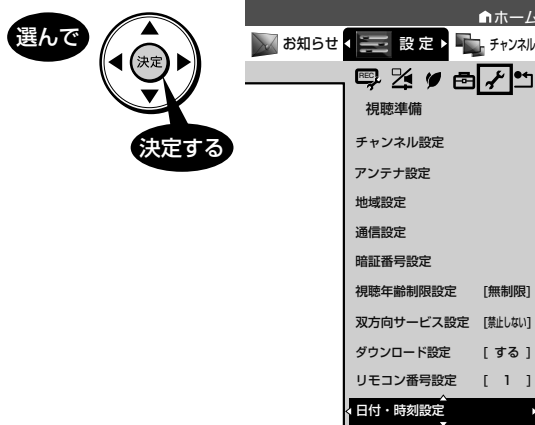 選んで
決定
決定する
ホーム
お知らせ
設定
チャンネル
REC
視聴準備
チャンネル設定
アンテナ設定
地域設定
通信設定
暗証番号設定
視聴年齢制限設定 [無制限]
双方向サービス設定 [禁止しない]
ダウンロード設定 [ する ]
リモコン番号設定 [ 1 ]
日付・時刻設定